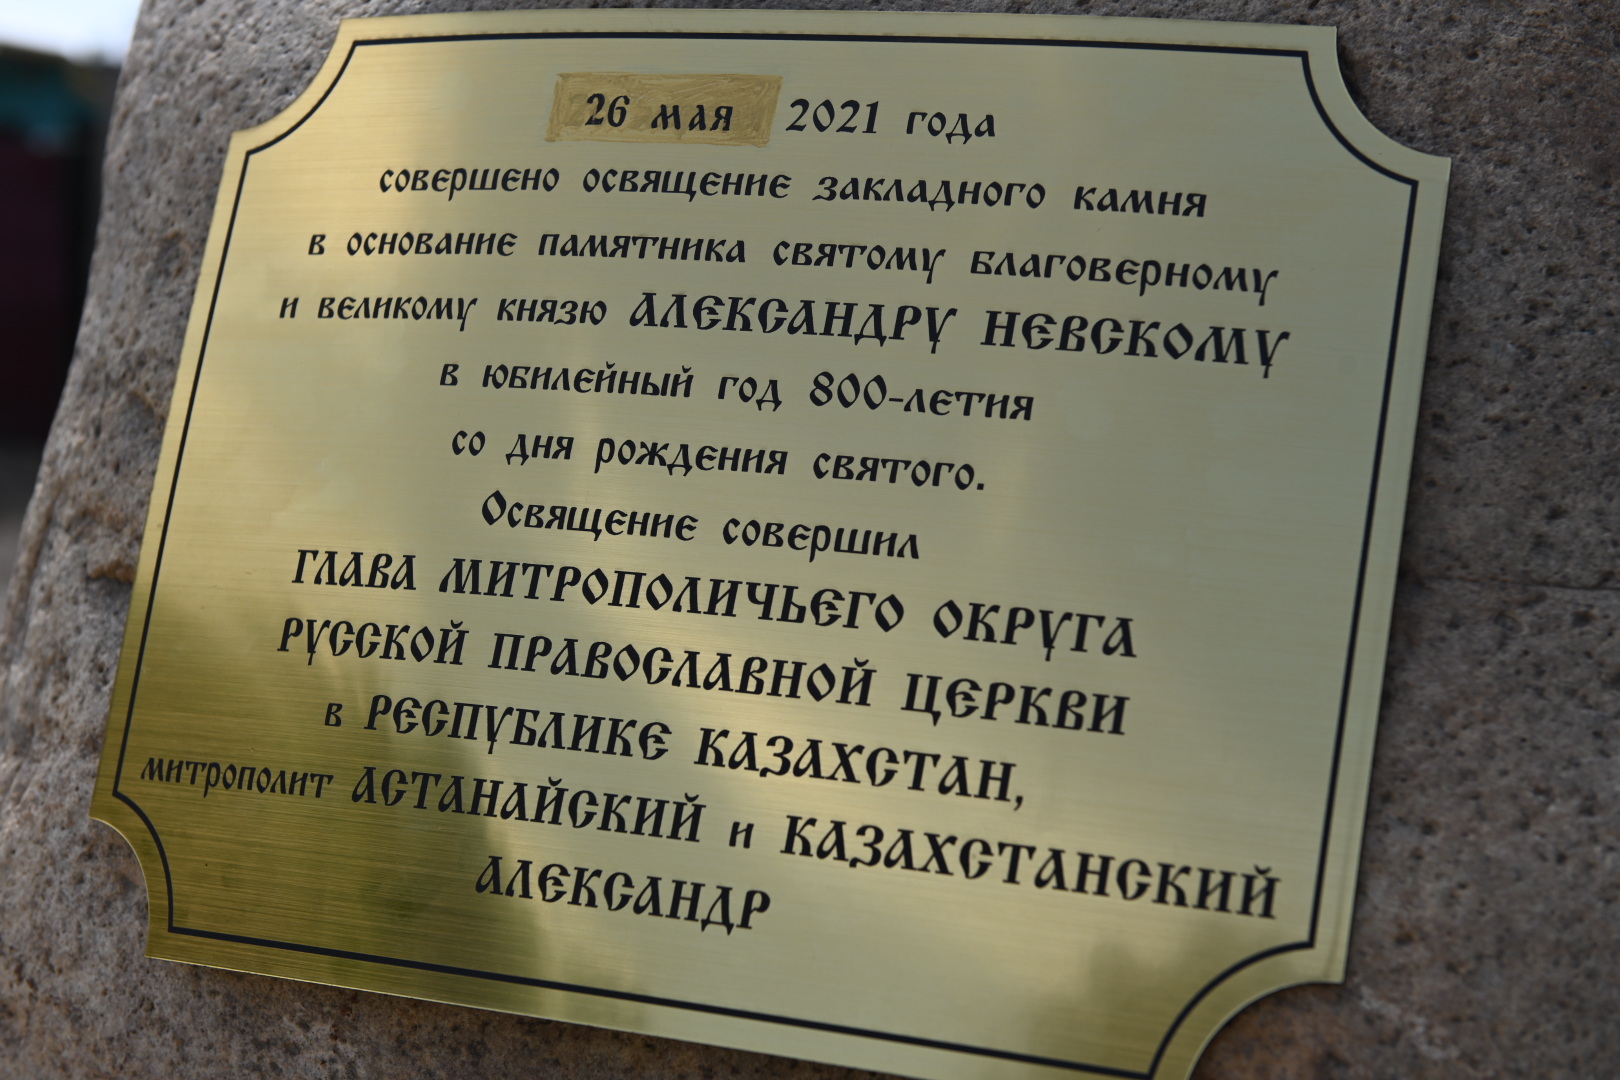 26 мая 2021 года
совершено освящение закладного камня
в основание памятника святому благоверному
и великому князю АЛЕКСАНДРУ НЕВСКОМУ
в юбилейный год 800-летия
со дня рождения святого.
Освящение совершил
ГЛАВА МИТРОПОЛИЧЬЕГО ОКРУГА
РУССКОЙ ПРАВОСЛАВНОЙ ЦЕРКВИ
в РЕСПУБЛИКЕ КАЗАХСТАН,
митрополит АСТАНАЙСКИЙ и КАЗАХСТАНСКИЙ
АЛЕКСАНДР